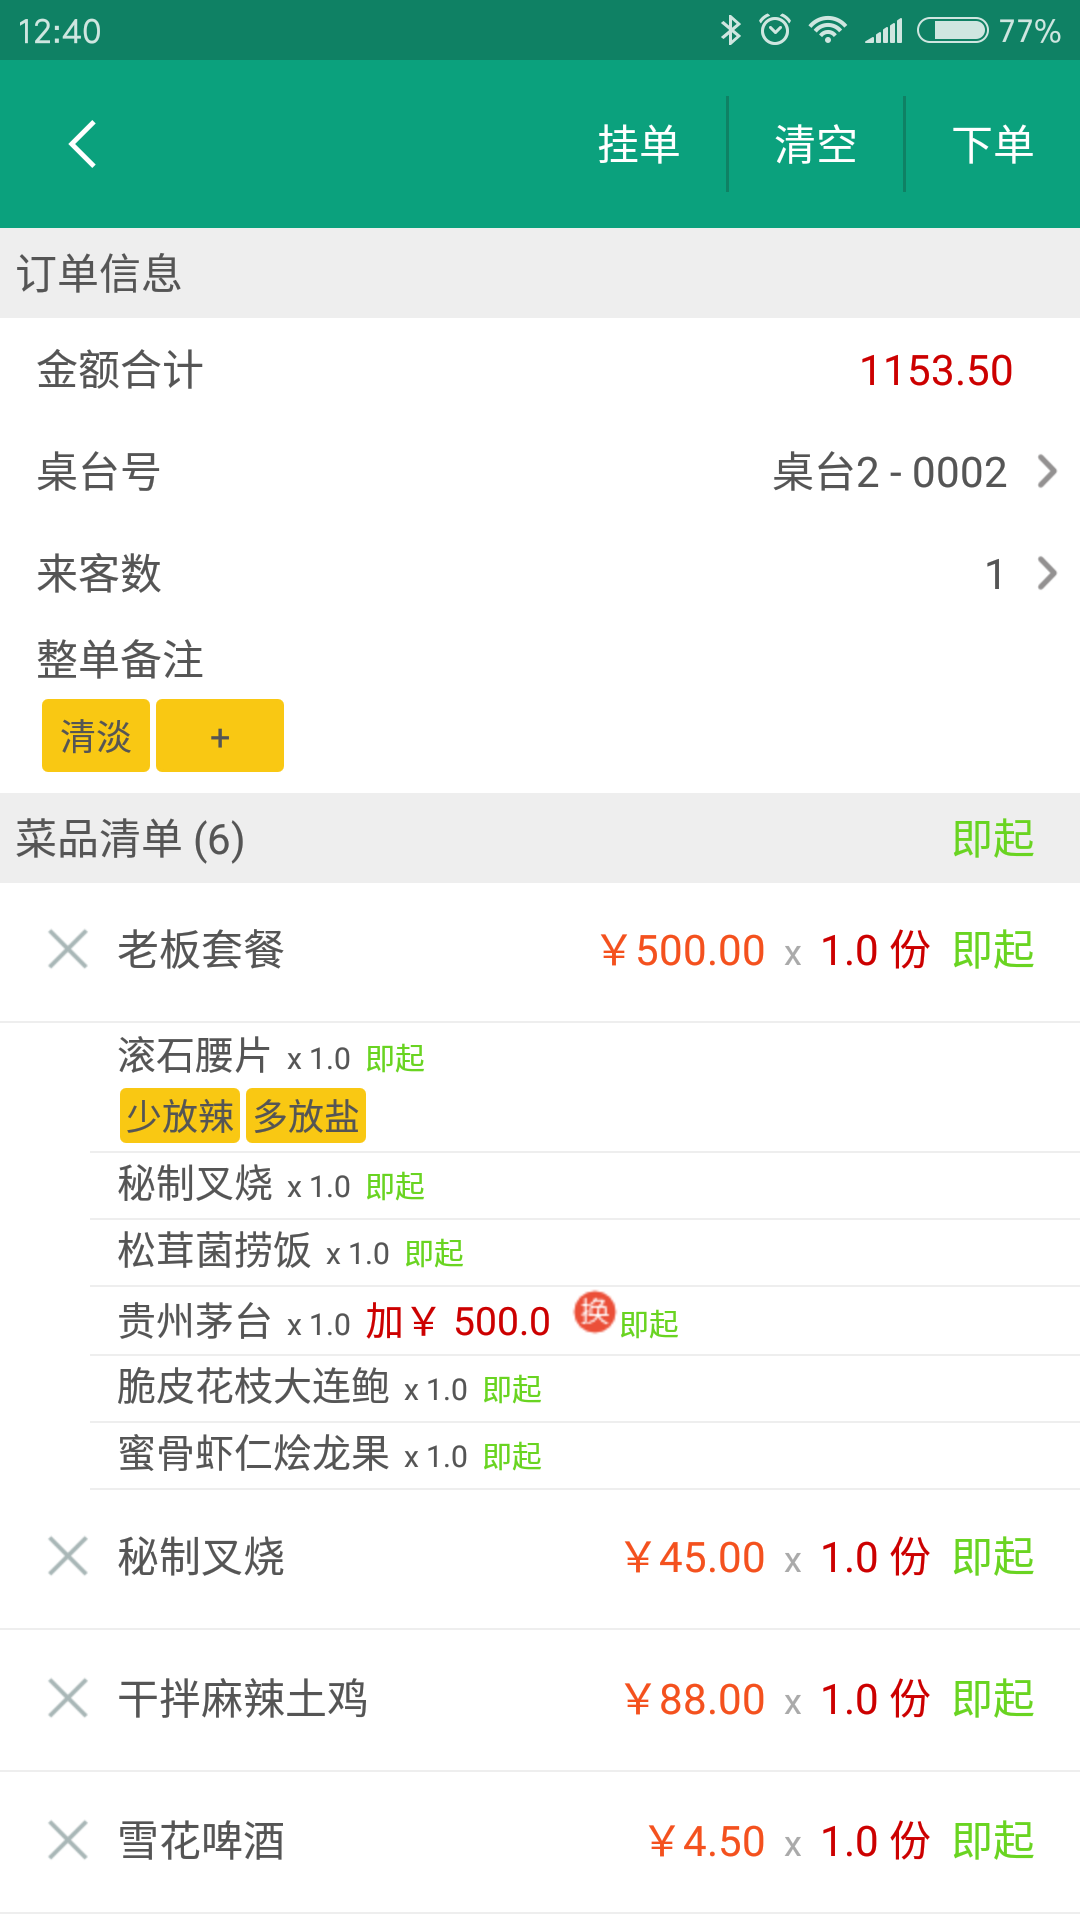 12:40 77%
挂单 清空 下单
订单信息
金额合计 1153.50
桌台号 桌台2 - 0002
来客数 1
整单备注
清淡 +
菜品清单 (6) 即起
老板套餐 ¥500.00 x 1.0 份 即起
滚石腰片 x 1.0 即起
少放辣 多放盐
秘制叉烧 x 1.0 即起
松茸菌捞饭 x 1.0 即起
贵州茅台 x 1.0 加¥ 500.0 换 即起
脆皮花枝大连鲍 x 1.0 即起
蜜骨虾仁烩龙果 x 1.0 即起
秘制叉烧 ¥45.00 x 1.0 份 即起
干拌麻辣土鸡 ¥88.00 x 1.0 份 即起
雪花啤酒 ¥4.50 x 1.0 份 即起